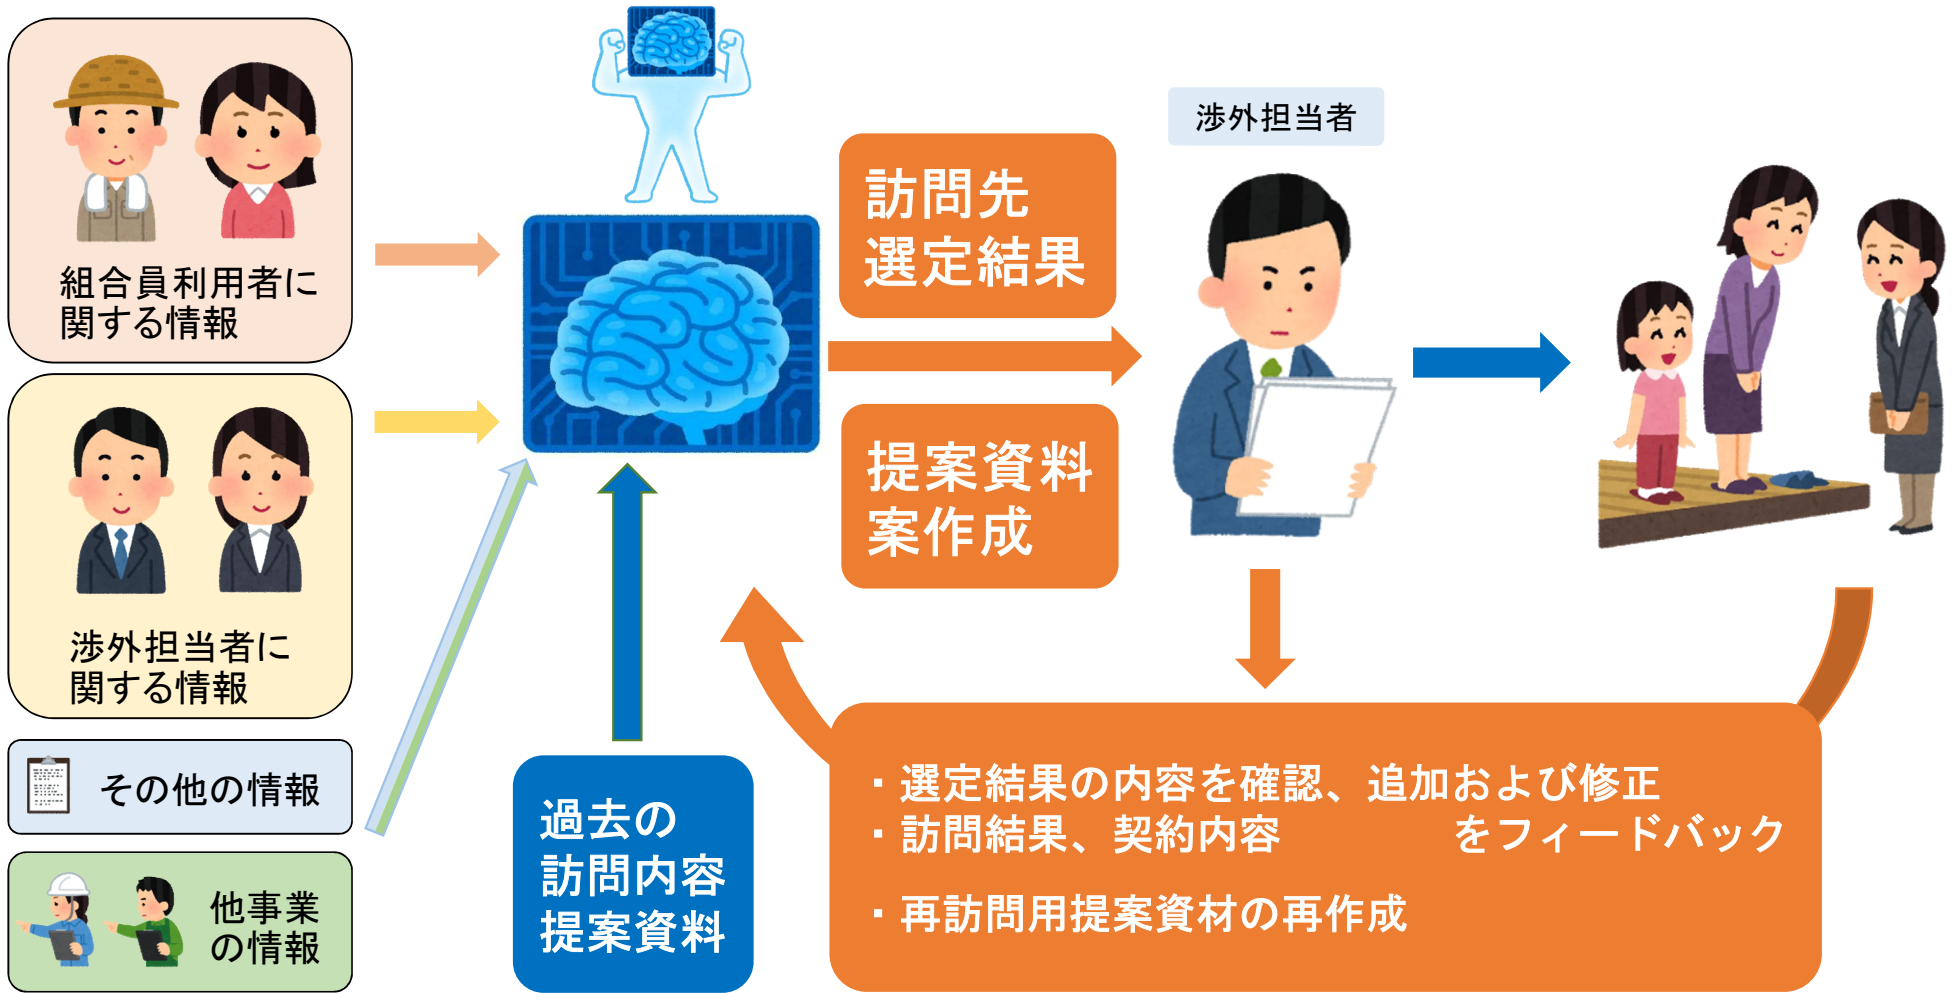 組合員利用者に
関する情報
渉外担当者に
関する情報
その他の情報
他事業
の情報
過去の
訪問内容
提案資料
訪問先
選定結果
提案資料
案作成
渉外担当者
・選定結果の内容を確認、追加および修正
・訪問結果、契約内容　　　　をフィードバック
・再訪問用提案資材の再作成